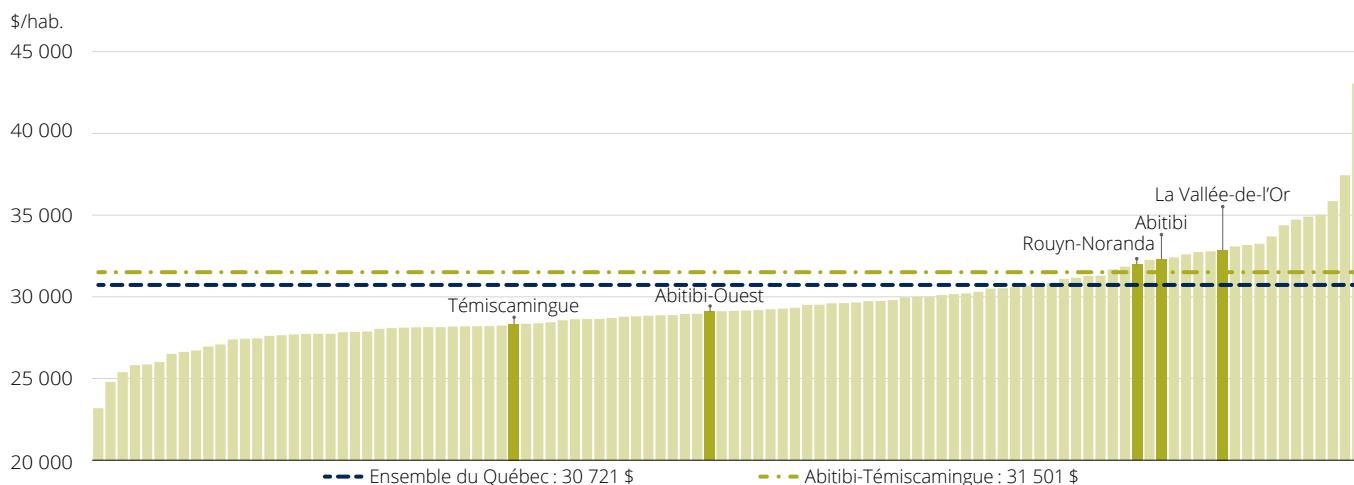 $/hab.
45 000
40 000
35 000
La Vallée-de-l'Or
Abitibi
Rouyn-Noranda
30 000
Abitibi-Ouest
Témiscamingue
25 000
20 000
Ensemble du Québec : 30 721 $
Abitibi-Témiscamingue : 31 501 $